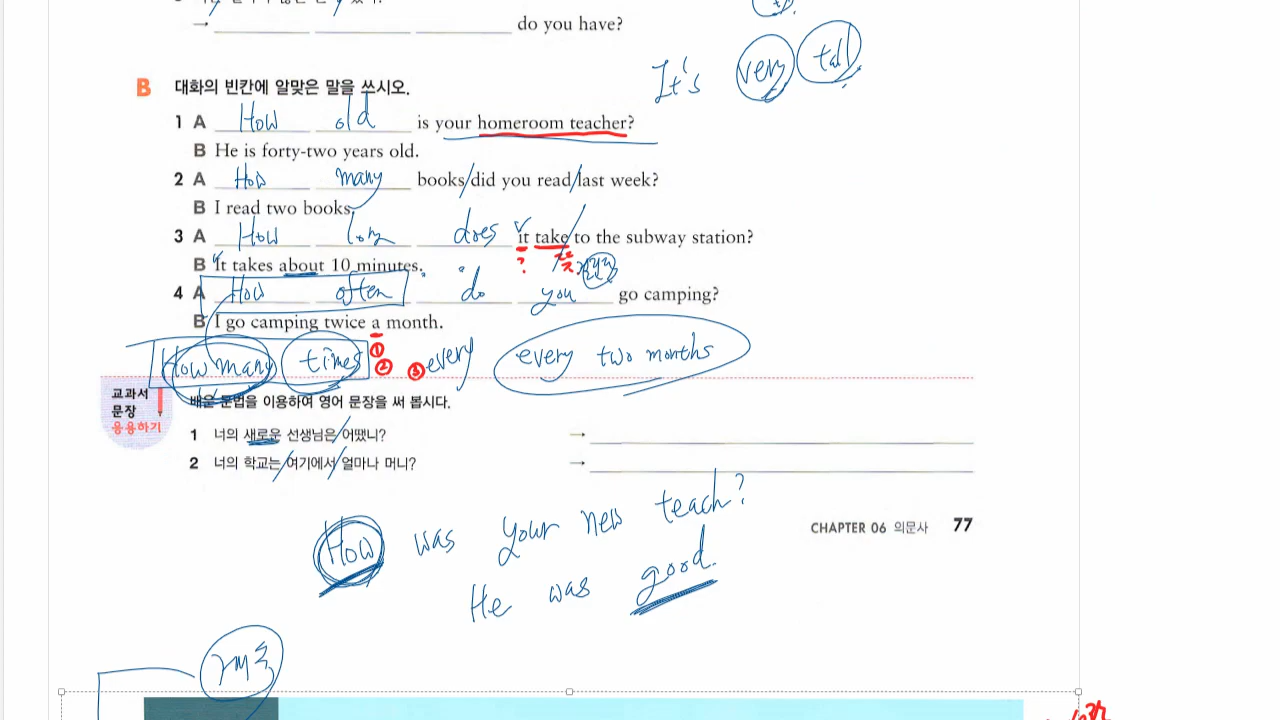 → ____ ____ ____ do you have?
It's very tall
B 대화의 빈칸에 알맞은 말을 쓰시오.
1 A How old is your homeroom teacher?
B He is forty-two years old.
2 A How many books/did you read/last week?
B I read two books.
3 A How long does it take/to the subway station?
B It takes about 10 minutes.
?
4 A How often do you go camping?
B I go camping twice a month.
How many times ① ② ③ every every two months
교과서 문장 응용하기
배운 문법을 이용하여 영어 문장을 써 봅시다.
1 너의 새로운 선생님은/어땠니? →
2 너의 학교는/여기에서/얼마나 머니? →
How was your new teach?
CHAPTER 06 의문사 77
He was good.